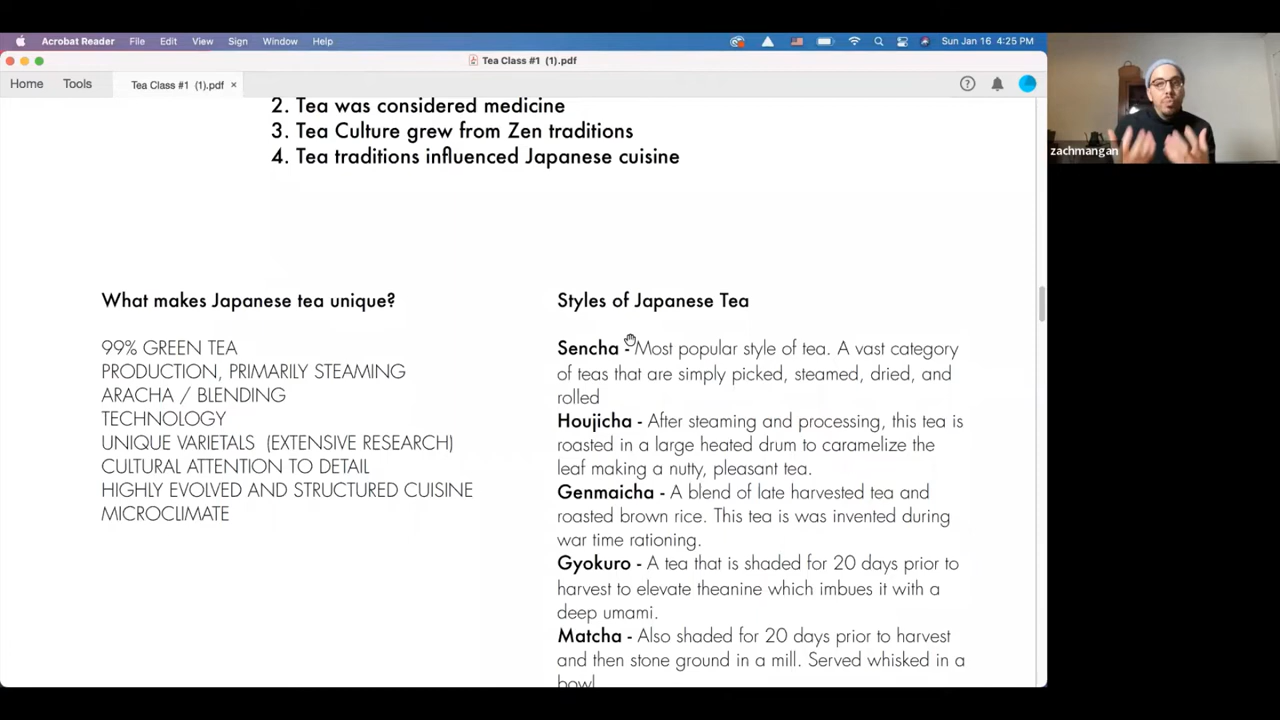 Acrobat Reader File Edit View Sign Window Help Sun Jan 16 4:25 PM
Tea Class #1 (1).pdf
Home Tools Tea Class #1 (1).pdf ×
2. Tea was considered medicine
3. Tea Culture grew from Zen traditions
4. Tea traditions influenced Japanese cuisine
What makes Japanese tea unique?
99% GREEN TEA
PRODUCTION, PRIMARILY STEAMING
ARACHA / BLENDING
TECHNOLOGY
UNIQUE VARIETALS (EXTENSIVE RESEARCH)
CULTURAL ATTENTION TO DETAIL
HIGHLY EVOLVED AND STRUCTURED CUISINE
MICROCLIMATE
Styles of Japanese Tea
Sencha - Most popular style of tea. A vast category
of teas that are simply picked, steamed, dried, and
rolled
Houjicha - After steaming and processing, this tea is
roasted in a large heated drum to caramelize the
leaf making a nutty, pleasant tea.
Genmaicha - A blend of late harvested tea and
roasted brown rice. This tea is was invented during
war time rationing.
Gyokuro - A tea that is shaded for 20 days prior to
harvest to elevate theanine which imbues it with a
deep umami.
Matcha - Also shaded for 20 days prior to harvest
and then stone ground in a mill. Served whisked in a
bowl
zachmangan